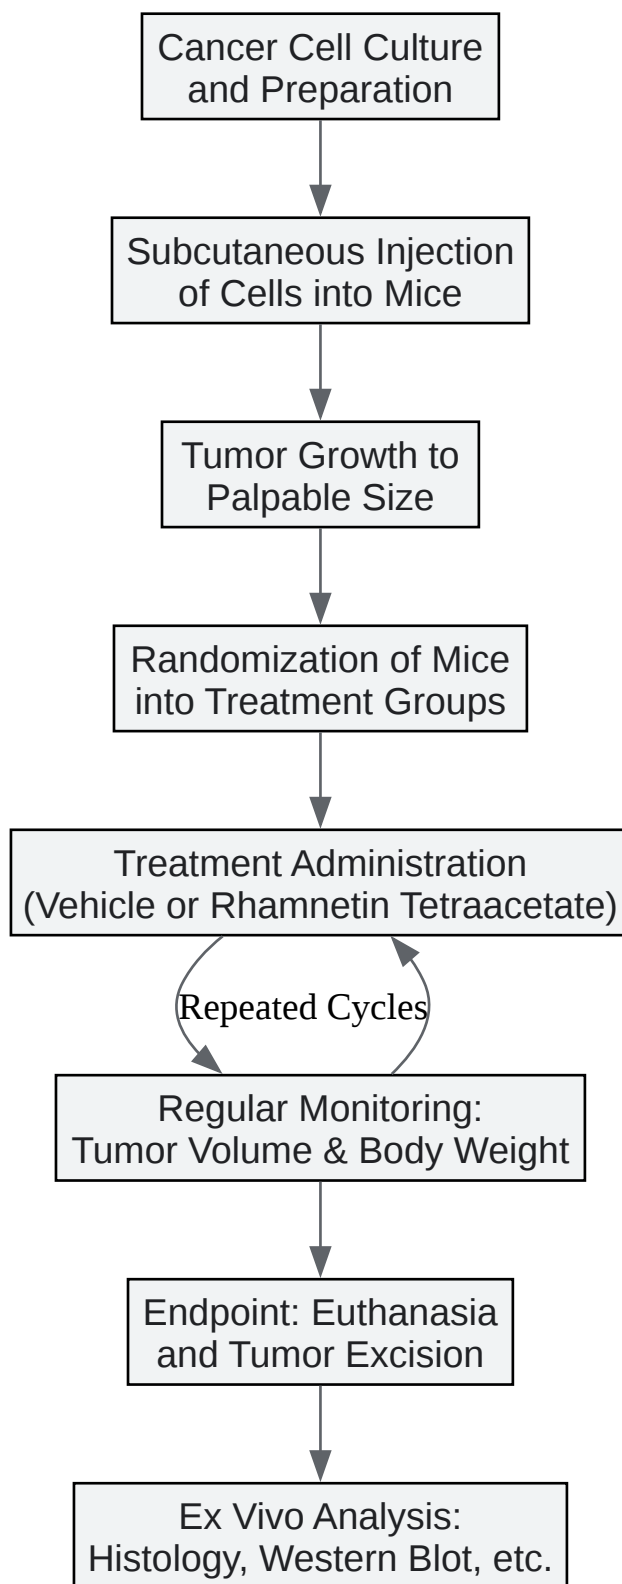 Cancer Cell Culture
and Preparation
Subcutaneous Injection
of Cells into Mice
Tumor Growth to
Palpable Size
Randomization of Mice
into Treatment Groups
Treatment Administration
(Vehicle or Rhamnetin Tetraacetate)
Repeated Cycles
Regular Monitoring:
Tumor Volume & Body Weight
Endpoint: Euthanasia
and Tumor Excision
Ex Vivo Analysis:
Histology, Western Blot, etc.